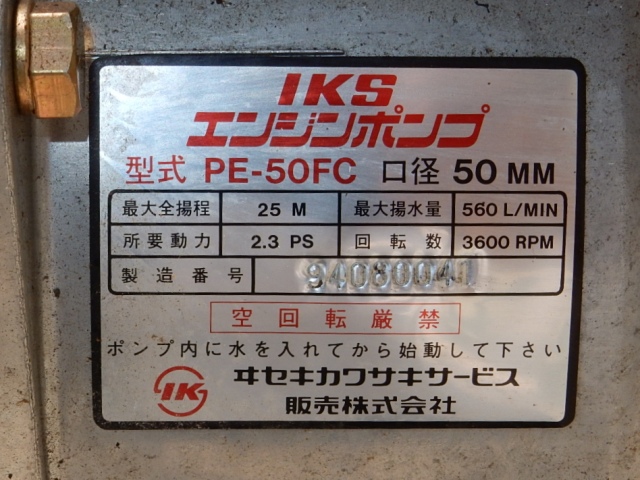 IKS
エンジンポンプ
型式 PE-50FC 口径 50 MM
最大全揚程 25 M 最大揚水量 560 L/MIN
所要動力 2.3 PS 回転数 3600 RPM
製造番号 94080041
空回転厳禁
ポンプ内に水を入れてから始動して下さい
IK ヰセキカワサキサービス
販売株式会社